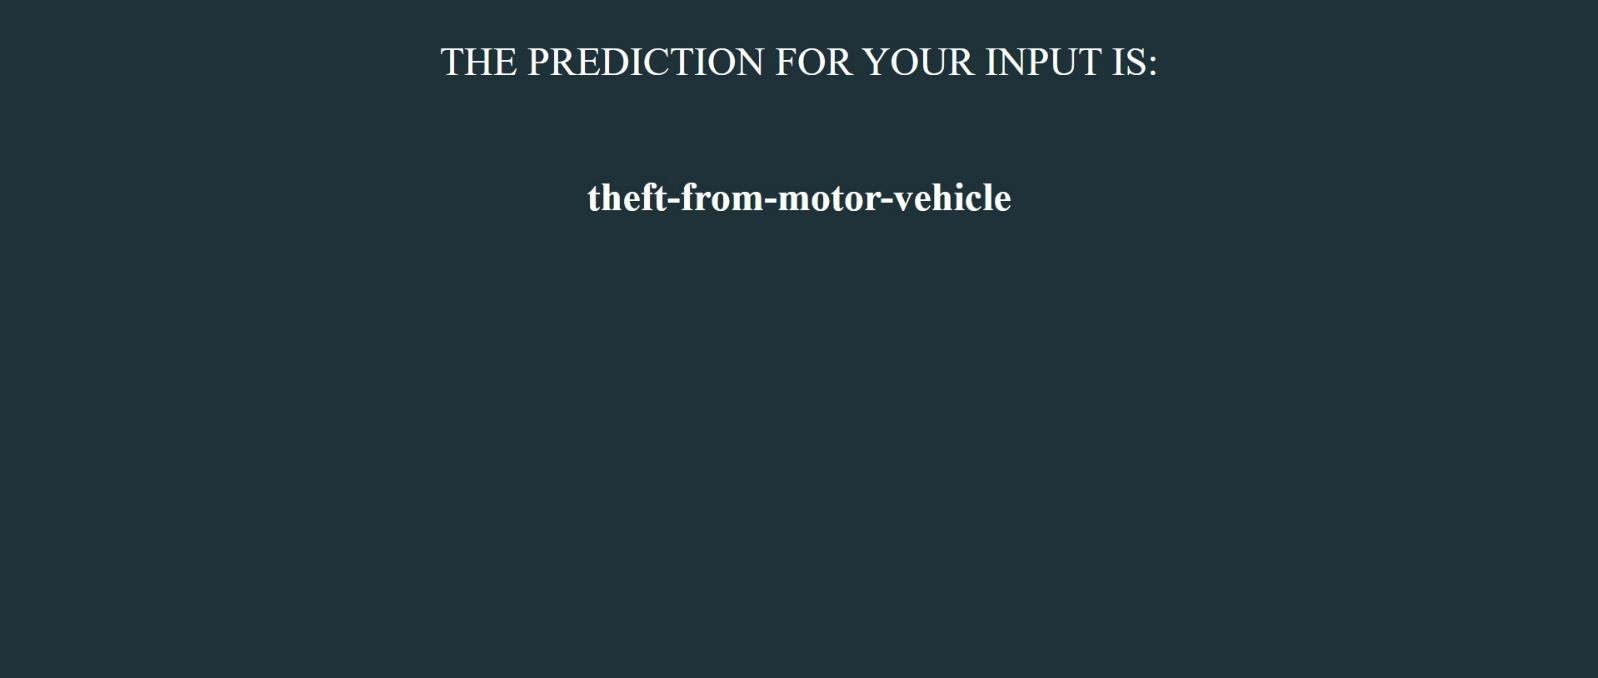 THE PREDICTION FOR YOUR INPUT IS:
theft-from-motor-vehicle